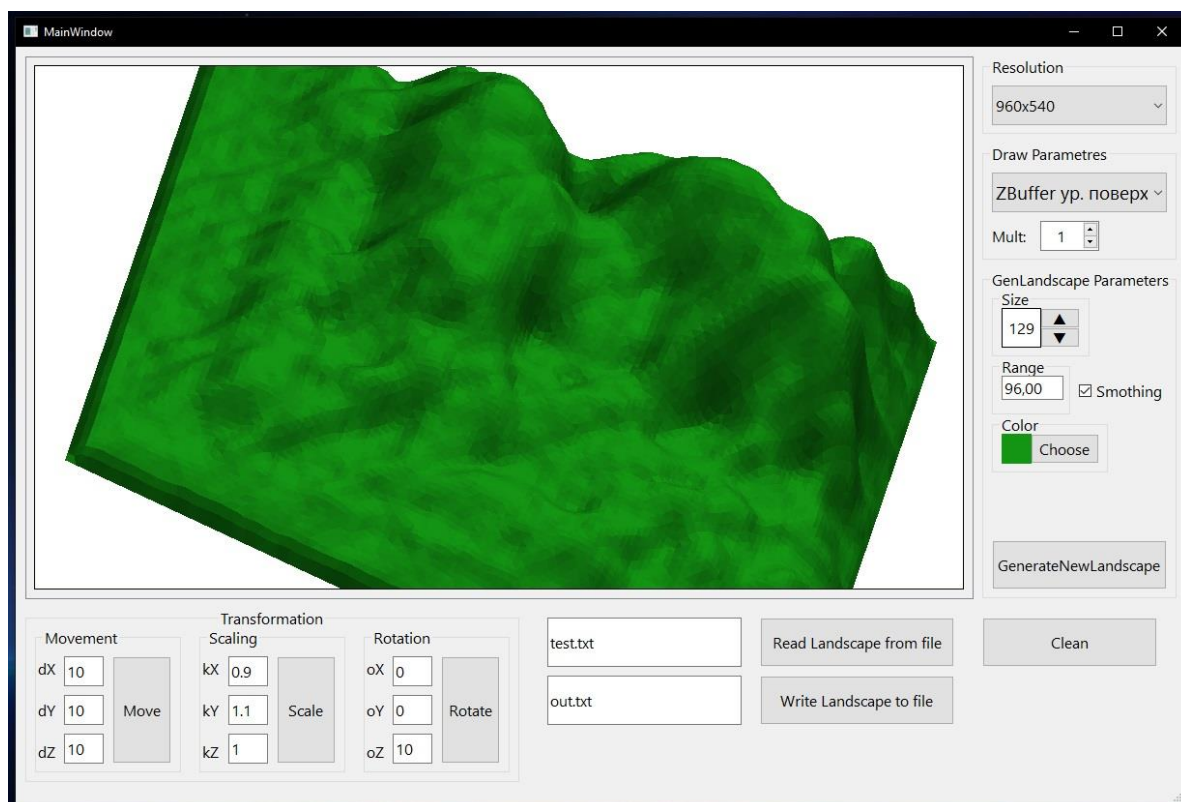 MainWindow
Resolution
960x540
Draw Parametres
ZBuffer ур. поверх
Mult: 1
GenLandscape Parameters
Size
129
Range
96,00
Smothing
Color
Choose
GenerateNewLandscape
Transformation
Movement
dX 10
dY 10
dZ 10
Move
Scaling
kX 0.9
kY 1.1
kZ 1
Scale
Rotation
oX 0
oY 0
oZ 10
Rotate
test.txt
Read Landscape from file
out.txt
Write Landscape to file
Clean